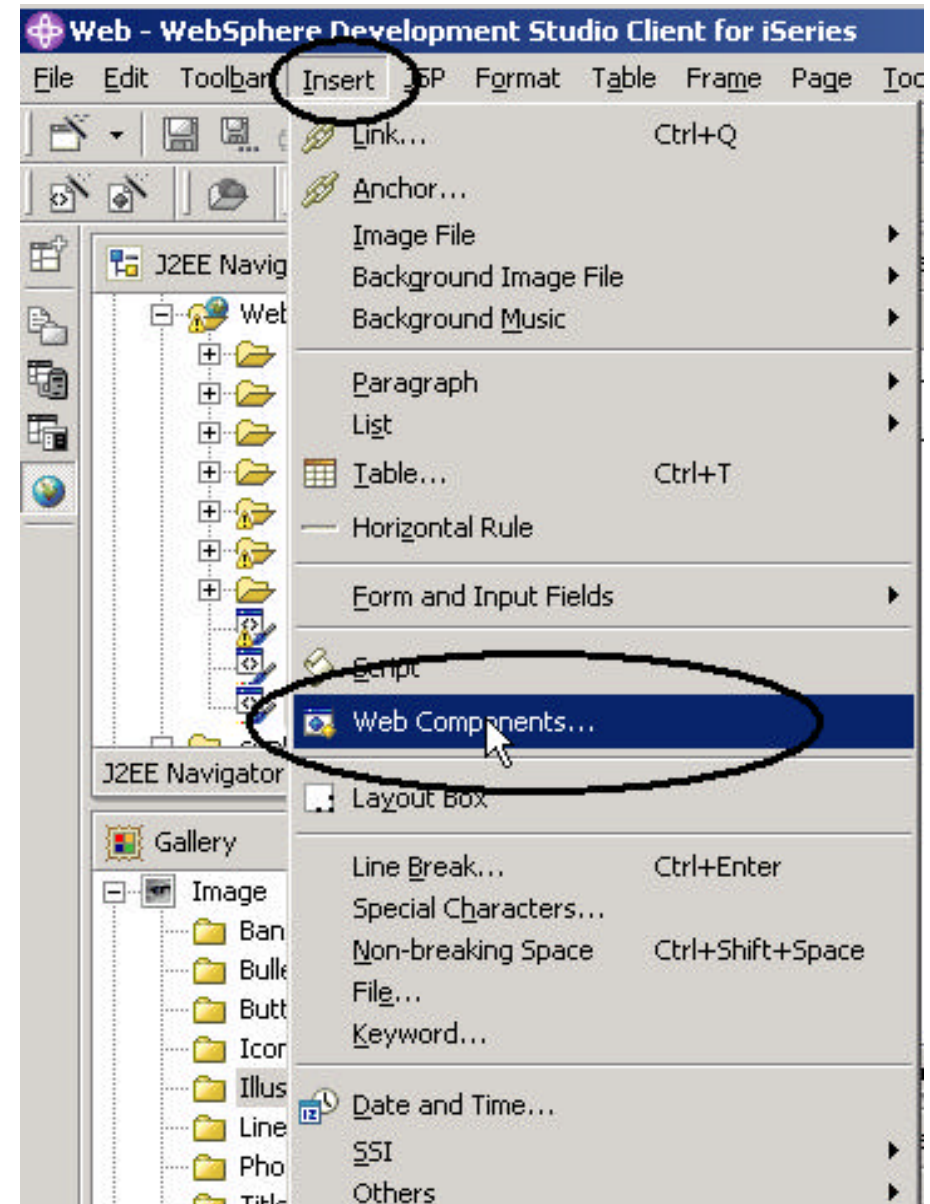 Web - WebSphere Development Studio Client for iSeries
File Edit Toolbar Insert JSP Format Table Frame Page
Link... Ctrl+Q
Anchor...
Image File
Background Image File
Background Music
Paragraph
List
Table... Ctrl+T
Horizontal Rule
Form and Input Fields
Script
Web Components...
Layout Box
Line Break... Ctrl+Enter
Special Characters...
Non-breaking Space Ctrl+Shift+Space
File...
Keyword...
Date and Time...
SSI
Others
J2EE Navig
Web
J2EE Navigator
Gallery
Image
Ban
Bulle
Butt
Icon
Illus
Line
Pho
Title